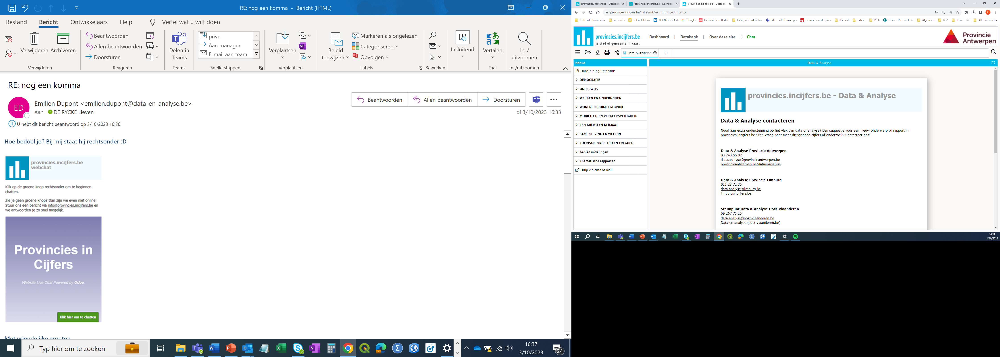 RE: nog een komma - Bericht (HTML)
Bestand Bericht Ontwikkelaars Help Vertel wat u wilt doen
Verwijderen Archiveren
Verwijderen
Beantwoorden
Allen beantwoorden
Doorsturen
Reageren
Delen in
Teams
Teams
prive
Aan manager
E-mail aan team
Snelle stappen
Verplaatsen
Verplaatsen
Beleid
toewijzen
Markeren als ongelezen
Categoriseren
Opvolgen
Labels
Bewerken
Insluitend
Vertalen
Taal
In-/
uitzoomen
In-/uitzoomen
RE: nog een komma
ED
Emilien Dupont <emilien.dupont@data-en-analyse.be>
Aan DE RYCKE Lieven
Beantwoorden Allen beantwoorden Doorsturen
di 3/10/2023 16:33
U hebt dit bericht beantwoord op 3/10/2023 16:36.
Hoe bedoel je? Bij mij staat hij rechtsonder :D
provincies.incijfers.be
webchat
Klik op de groene knop rechtsonder om te beginnen
chatten.
Zie je geen groene knop? Dan zijn we even niet online!
Stuur ons een bericht via info@provincies.incijfers.be en
we antwoorden je zo snel mogelijk.
Provincies in
Cijfers
Website Live Chat Powered by Odoo.
Klik hier om te chatten
Met vriendelijke groeten
Typ hier om te zoeken
16:37
3/10/2023
24
provincies.incijfers.be - Dashbo provincies.incijfers.be - Dashbo provincies.incijfers.be - Databan
provincies.incijfers.be/databank?report=project_d_en_a
Beheerde bookmarks accounts Telenet: Inbox Het Nieuwsblad Google Herbeluister - Radi... Geïmporteerd uit In... Microsoft Teams - p... extranet van de pro... Klimaat arbeid PinC Home - Provant Int... Algemeen KSZ Kbo » Alle bookmarks
provincies.incijfers.be
je stad of gemeente in kaart
Dashboard | Databank | Over deze site | Chat
Provincie
Antwerpen
Data & Analyse
Inhoud
Handleiding Databank
DEMOGRAFIE
ONDERWIJS
WERKEN EN ONDERNEMEN
WONEN EN RUIMTEGEBRUIK
MOBILITEIT EN VERKEERSVEILIGHEID
LEEFMILIEU EN KLIMAAT
SAMENLEVING EN WELZIJN
TOERISME, VRIJE TIJD EN ERFGOED
Gebiedsindelingen
Thematische rapporten
Hulp via chat of mail
Data & Analyse
provincies.incijfers.be - Data & Analyse
Data & Analyse contacteren
Nood aan extra ondersteuning op het vlak van data of analyse? Een suggestie voor een nieuw onderwerp of rapport in
provincies.incijfers.be? Een vraag naar meer diepgaande cijfers of onderzoek? Contacteer ons!
Data & Analyse Provincie Antwerpen
03 240 56 02
data.analyse@provincieantwerpen.be
provincieantwerpen.be/dataenanalyse
Data & Analyse Provincie Limburg
011 23 72 35
data.analyse@limburg.be
limburg.incijfers.be
Steunpunt Data & Analyse Oost-Vlaanderen
09 267 75 15
data.analyse@oost-vlaanderen.be
Data en analyse (oost-vlaanderen.be)
16:37
3/10/2023